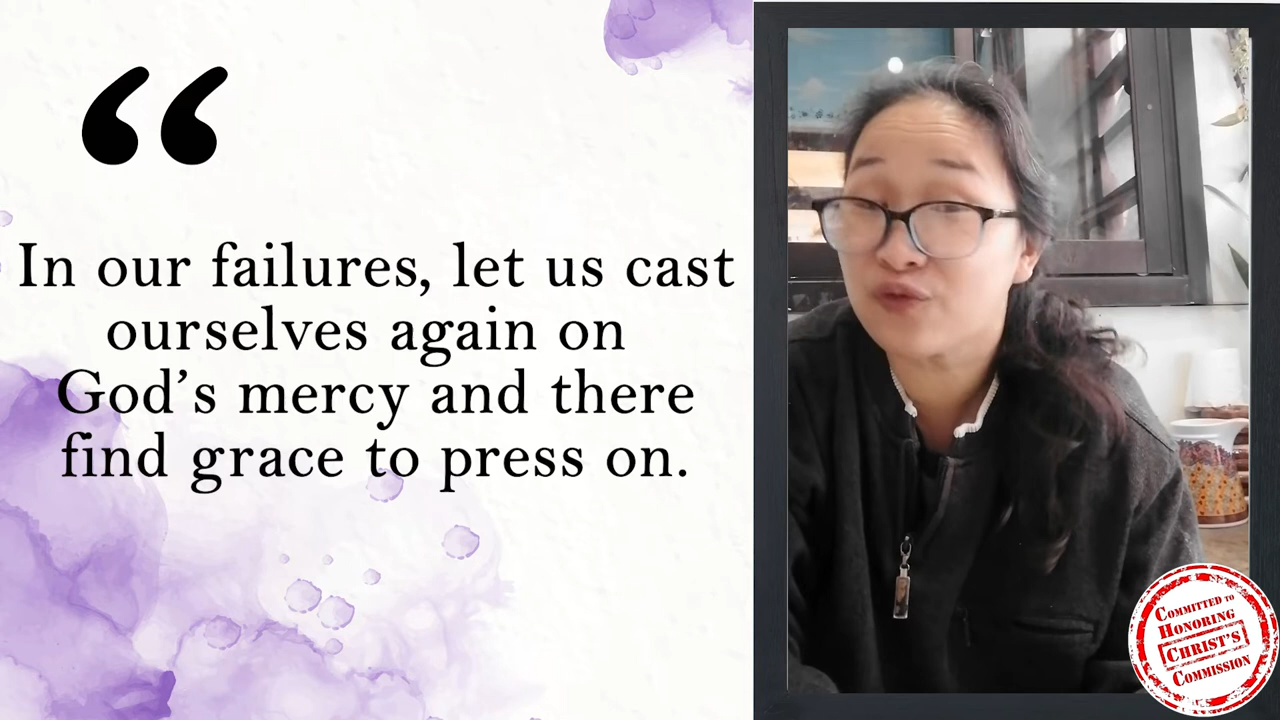 “
In our failures, let us cast
ourselves again on
God’s mercy and there
find grace to press on.
COMMITTED TO
HONORING
CHRIST'S
COMMISSION